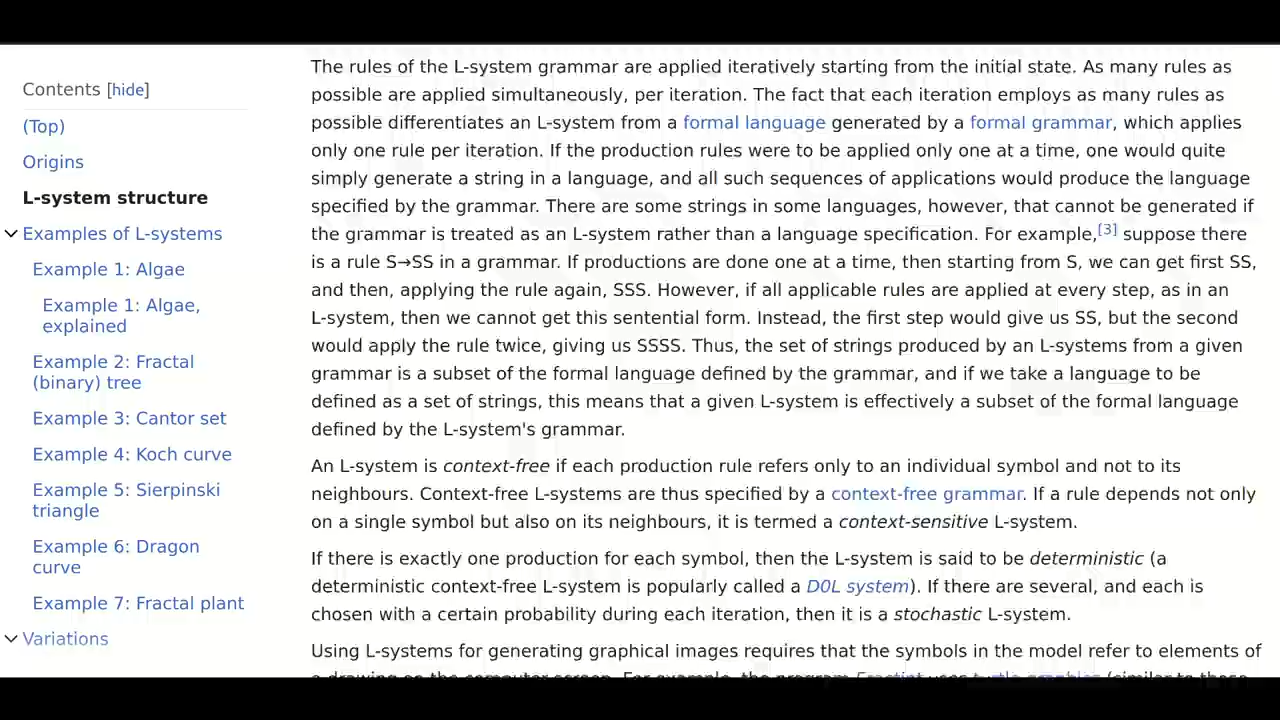 Contents [hide]
(Top)
Origins
L-system structure
Examples of L-systems
Example 1: Algae
Example 1: Algae,
explained
Example 2: Fractal
(binary) tree
Example 3: Cantor set
Example 4: Koch curve
Example 5: Sierpinski
triangle
Example 6: Dragon
curve
Example 7: Fractal plant
Variations
The rules of the L-system grammar are applied iteratively starting from the initial state. As many rules as
possible are applied simultaneously, per iteration. The fact that each iteration employs as many rules as
possible differentiates an L-system from a formal language generated by a formal grammar, which applies
only one rule per iteration. If the production rules were to be applied only one at a time, one would quite
simply generate a string in a language, and all such sequences of applications would produce the language
specified by the grammar. There are some strings in some languages, however, that cannot be generated if
the grammar is treated as an L-system rather than a language specification. For example,[3] suppose there
is a rule S→SS in a grammar. If productions are done one at a time, then starting from S, we can get first SS,
and then, applying the rule again, SSS. However, if all applicable rules are applied at every step, as in an
L-system, then we cannot get this sentential form. Instead, the first step would give us SS, but the second
would apply the rule twice, giving us SSSS. Thus, the set of strings produced by an L-systems from a given
grammar is a subset of the formal language defined by the grammar, and if we take a language to be
defined as a set of strings, this means that a given L-system is effectively a subset of the formal language
defined by the L-system's grammar.
An L-system is context-free if each production rule refers only to an individual symbol and not to its
neighbours. Context-free L-systems are thus specified by a context-free grammar. If a rule depends not only
on a single symbol but also on its neighbours, it is termed a context-sensitive L-system.
If there is exactly one production for each symbol, then the L-system is said to be deterministic (a
deterministic context-free L-system is popularly called a D0L system). If there are several, and each is
chosen with a certain probability during each iteration, then it is a stochastic L-system.
Using L-systems for generating graphical images requires that the symbols in the model refer to elements of
a drawing on the computer screen. For example, the program Fractint uses turtle graphics (similar to those